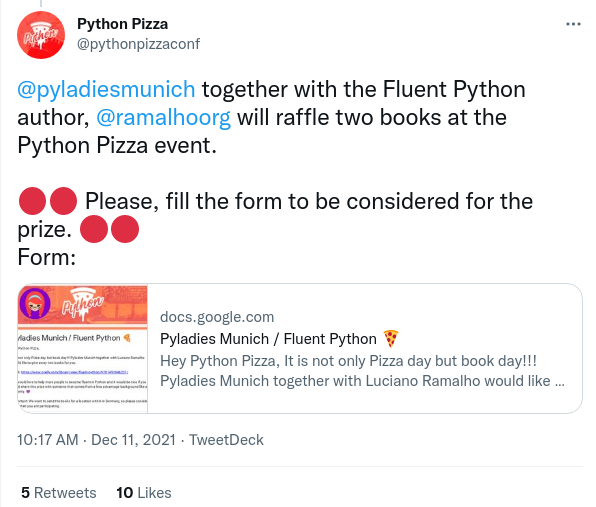 Python Pizza
@pythonpizzaconf
@pyladiesmunich together with the Fluent Python
author, @ramalhoorg will raffle two books at the
Python Pizza event.
🔴🔴 Please, fill the form to be considered for the
prize. 🔴🔴
Form:
Python
yladies Munich / Fluent Python 🍕
docs.google.com
Pyladies Munich / Fluent Python 🍕
Hey Python Pizza, It is not only Pizza day but book day!!!
Pyladies Munich together with Luciano Ramalho would like ...
10:17 AM · Dec 11, 2021 · TweetDeck
5 Retweets 10 Likes